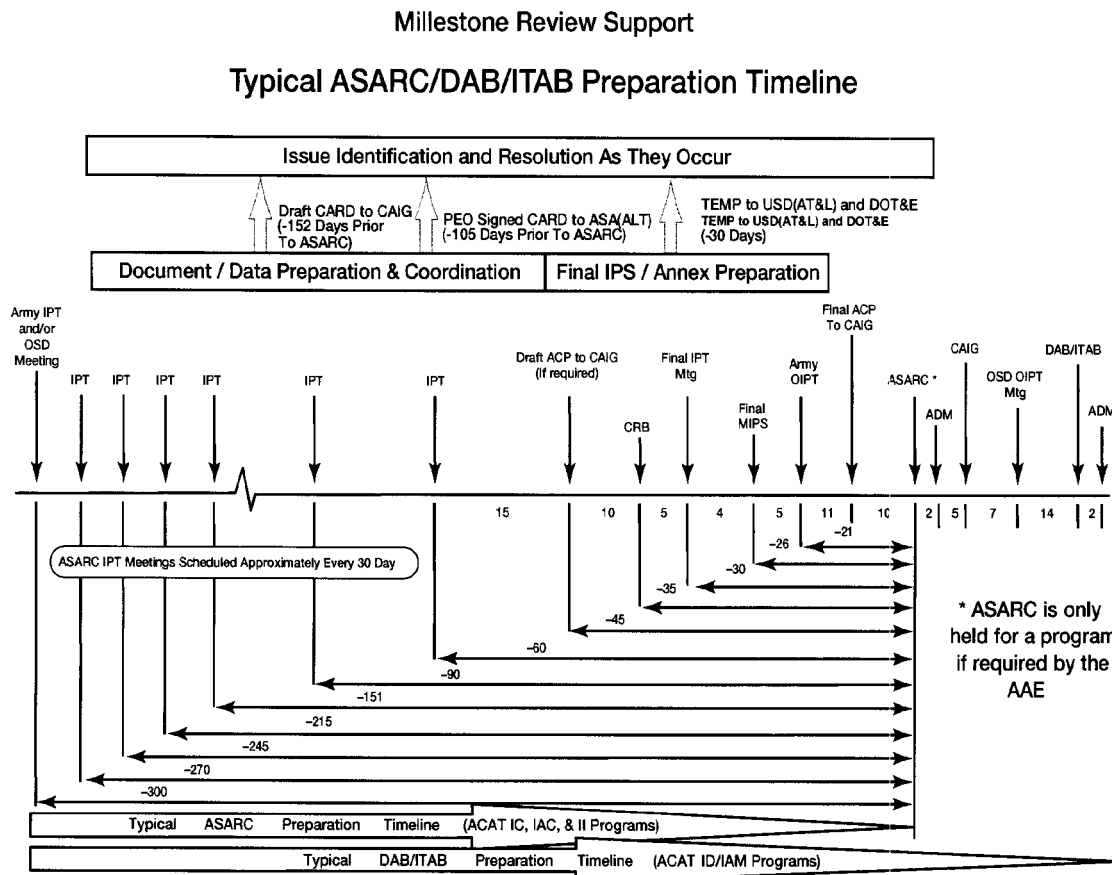 Millestone Review Support
Typical ASARC/DAB/ITAB Preparation Timeline
Issue Identification and Resolution As They Occur
Draft CARD to CAIG
(-152 Days Prior
To ASARC)
PEO Signed CARD to ASA(ALT)
(-105 Days Prior To ASARC)
TEMP to USD(AT&L) and DOT&E
TEMP to USD(AT&L) and DOT&E
(-30 Days)
Document / Data Preparation & Coordination
Final IPS / Annex Preparation
Army IPT
and/or
OSD
Meeting
IPT
IPT
IPT
IPT
IPT
IPT
Draft ACP to CAIG
(If required)
CRB
Final IPT
Mtg
Final
MIPS
Army
OIPT
Final ACP
To CAIG
ASARC *
ADM
CAIG
OSD OIPT
Mtg
DAB/ITAB
ADM
15
10
5
4
5
11
10
2
5
7
14
2
-21
-26
-30
-35
-45
-60
-90
-151
-215
-245
-270
-300
ASARC IPT Meetings Scheduled Approximately Every 30 Day
* ASARC is only
held for a program
if required by the
AAE
Typical ASARC Preparation Timeline (ACAT IC, IAC, & II Programs)
Typical DAB/ITAB Preparation Timeline (ACAT ID/IAM Programs)